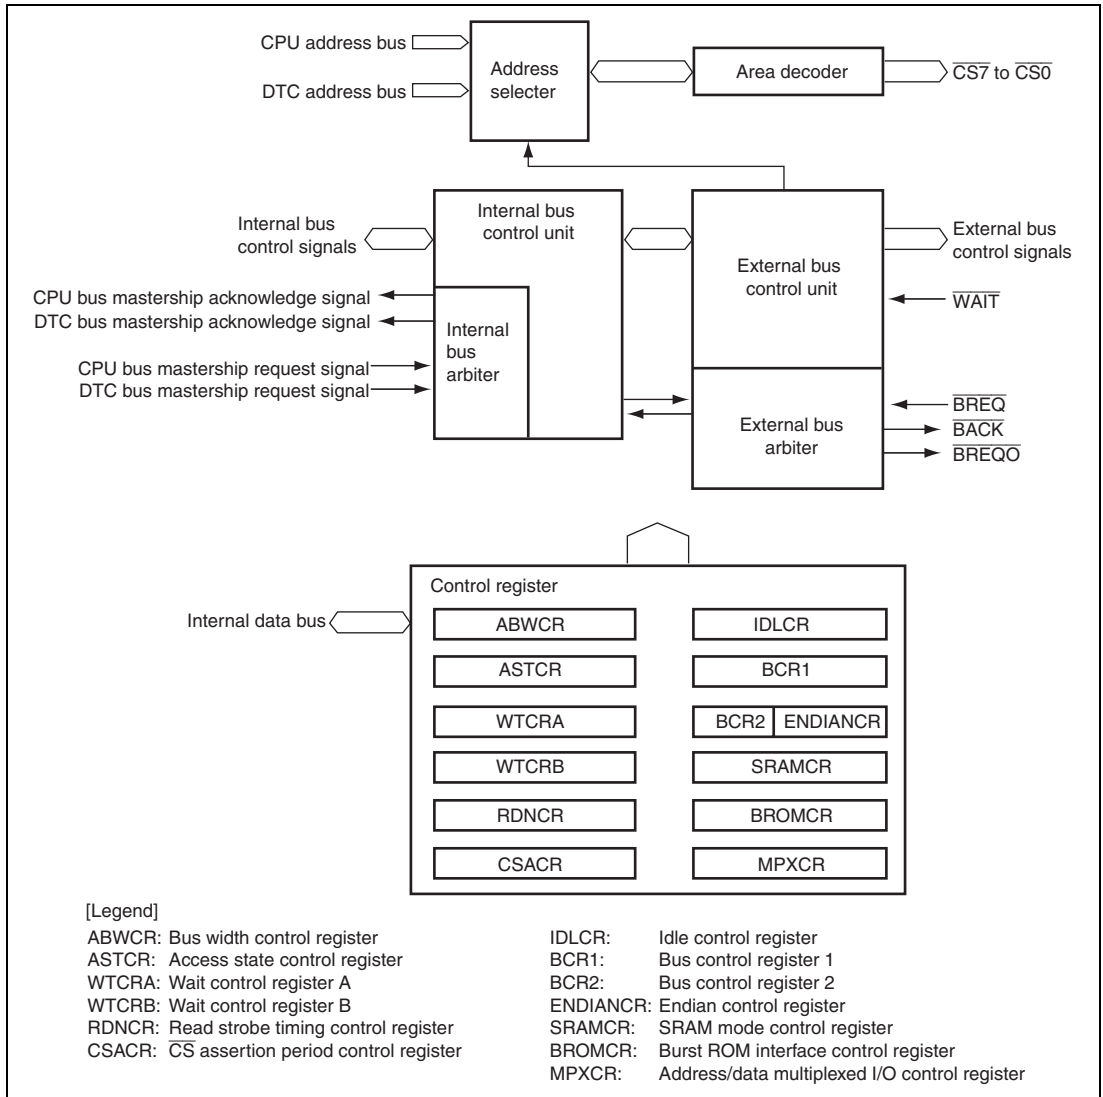 CPU address bus
DTC address bus
Address
selecter
Area decoder
C̅S̅7̅ to C̅S̅0̅
Internal bus
control signals
Internal bus
control unit
External bus
control unit
External bus
control signals
CPU bus mastership acknowledge signal
DTC bus mastership acknowledge signal
Internal
bus
arbiter
CPU bus mastership request signal
DTC bus mastership request signal
W̅A̅I̅T̅
External bus
arbiter
B̅R̅E̅Q̅
B̅A̅C̅K̅
B̅R̅E̅Q̅O̅
Control register
Internal data bus
ABWCR
IDLCR
ASTCR
BCR1
WTCRA
BCR2 ENDIANCR
WTCRB
SRAMCR
RDNCR
BROMCR
CSACR
MPXCR
[Legend]
ABWCR: Bus width control register
ASTCR: Access state control register
WTCRA: Wait control register A
WTCRB: Wait control register B
RDNCR: Read strobe timing control register
CSACR: C̅S̅ assertion period control register
IDLCR: Idle control register
BCR1: Bus control register 1
BCR2: Bus control register 2
ENDIANCR: Endian control register
SRAMCR: SRAM mode control register
BROMCR: Burst ROM interface control register
MPXCR: Address/data multiplexed I/O control register